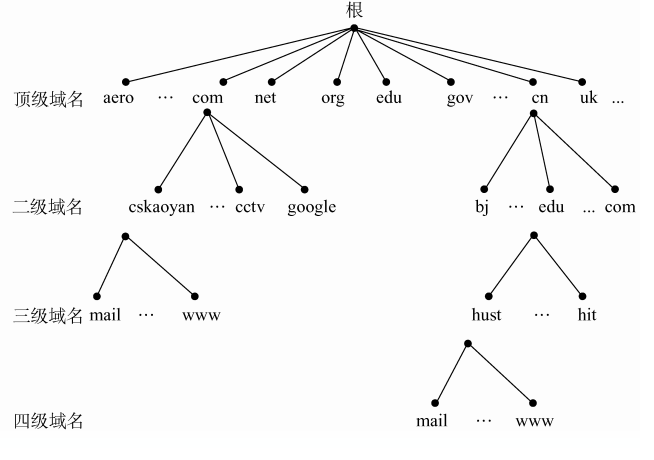 根
顶级域名 aero … com net org edu gov … cn uk ...
二级域名 cskaoyan … cctv google bj … edu ... com
三级域名 mail … www hust … hit
四级域名 mail … www